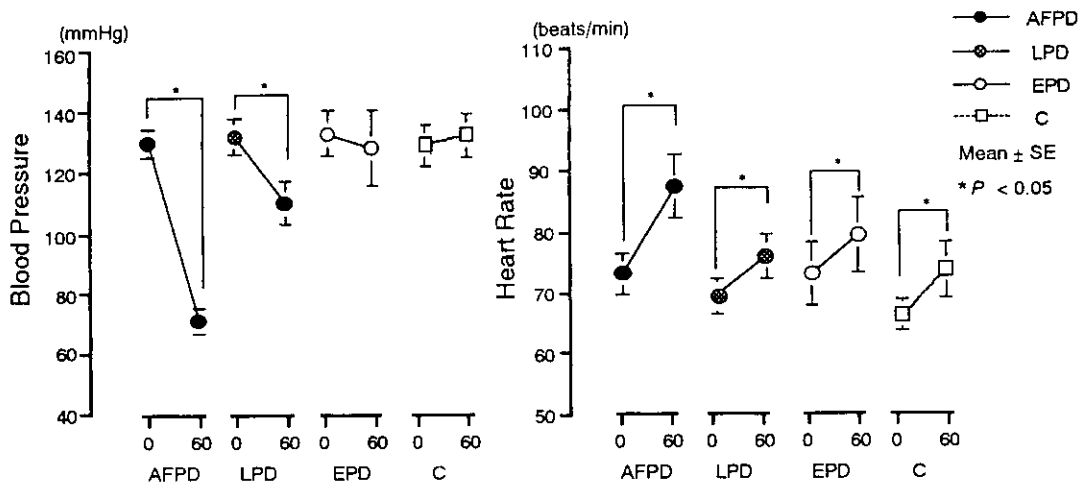 (mmHg)
160
140
120
100
80
60
40
Blood Pressure
*
*
0 60 0 60 0 60 0 60
AFPD LPD EPD C
(beats/min)
110
100
90
80
70
60
50
Heart Rate
*
*
*
*
0 60 0 60 0 60 0 60
AFPD LPD EPD C
AFPD
LPD
EPD
C
Mean ± SE
* P < 0.05